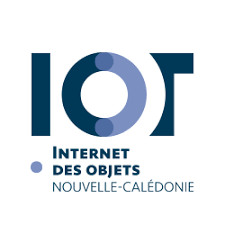 IOT
INTERNET
DES OBJETS
NOUVELLE-CALÉDONIE